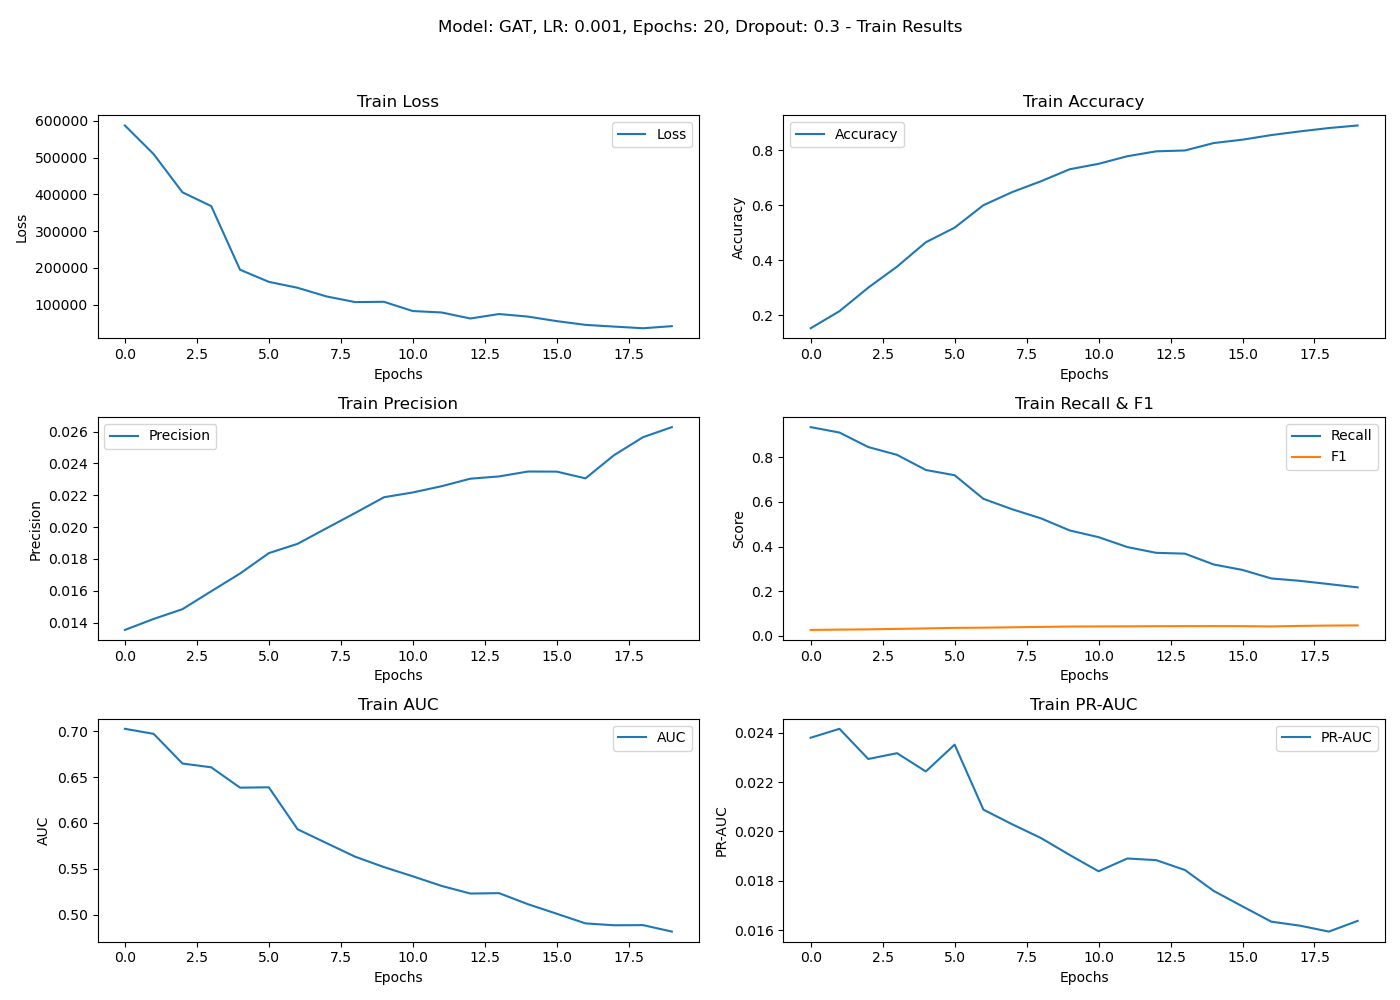 Model: GAT, LR: 0.001, Epochs: 20, Dropout: 0.3 - Train Results
Train Loss
600000
500000
400000
300000
200000
100000
Loss
Loss
0.0 2.5 5.0 7.5 10.0 12.5 15.0 17.5
Epochs
Train Accuracy
0.8
0.6
0.4
0.2
Accuracy
Accuracy
0.0 2.5 5.0 7.5 10.0 12.5 15.0 17.5
Epochs
Train Precision
0.026
0.024
0.022
0.020
0.018
0.016
0.014
Precision
Precision
0.0 2.5 5.0 7.5 10.0 12.5 15.0 17.5
Epochs
Train Recall & F1
0.8
0.6
0.4
0.2
0.0
Score
Recall
F1
0.0 2.5 5.0 7.5 10.0 12.5 15.0 17.5
Epochs
Train AUC
0.70
0.65
0.60
0.55
0.50
AUC
AUC
0.0 2.5 5.0 7.5 10.0 12.5 15.0 17.5
Epochs
Train PR-AUC
0.024
0.022
0.020
0.018
0.016
PR-AUC
PR-AUC
0.0 2.5 5.0 7.5 10.0 12.5 15.0 17.5
Epochs